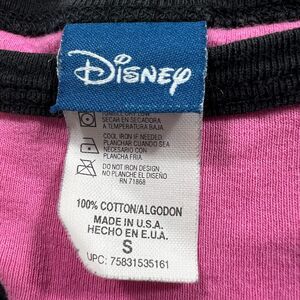 Disney
SECAR EN SECADORA
A TEMPERATURA BAJA
COOL IRON IF NEEDED.
PLANCHAR CUANDO SEA
NECESARIO CON
PLANCHA FRIA
DO NOT IRON DESIGN
NO PLANCHE EL DISEÑO
RN 71868
100% COTTON/ALGODON
MADE IN U.S.A.
HECHO EN E.U.A.
S
UPC: 75831535161